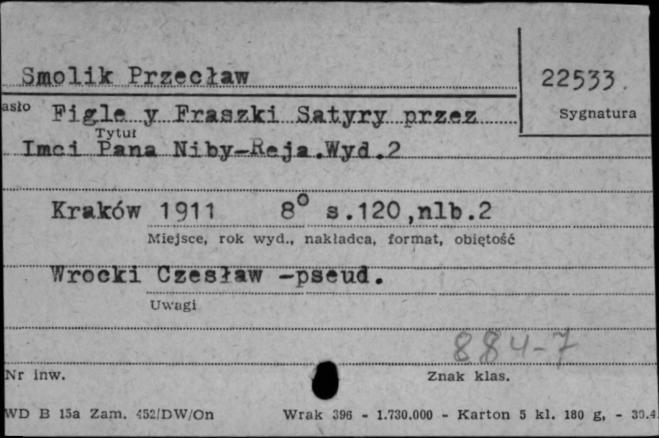 Smolik Przecław
22533.
asło Figle y Fraszki Satyry przez
Sygnatura
Tytuł
Imci Pana Niby-Reja.Wyd.2
Kraków 1911 8° s.120,nlb.2
Miejsce, rok wyd., nakładca, format, objętość
Wrocki Czesław -pseud.
Uwagi
884-7
Nr inw.
Znak klas.
WD B 15a Zam. 452/DW/On Wrak 396 - 1.730.000 - Karton 5 kl. 180 g, - 30.4